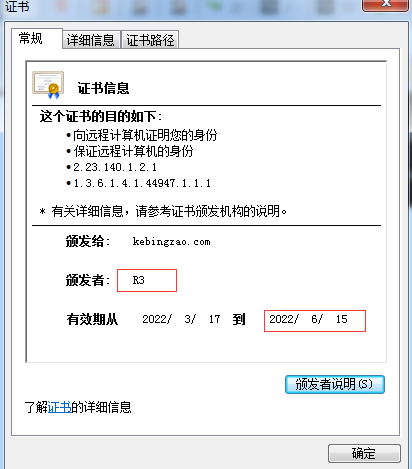 证书
常规 详细信息 证书路径
证书信息
这个证书的目的如下:
• 向远程计算机证明您的身份
• 保证远程计算机的身份
• 2.23.140.1.2.1
• 1.3.6.1.4.1.44947.1.1.1
* 有关详细信息,请参考证书颁发机构的说明。
颁发给: kebingzao.com
颁发者: R3
有效期从 2022/ 3/ 17 到 2022/ 6/ 15
颁发者说明(S)
了解证书的详细信息
确定